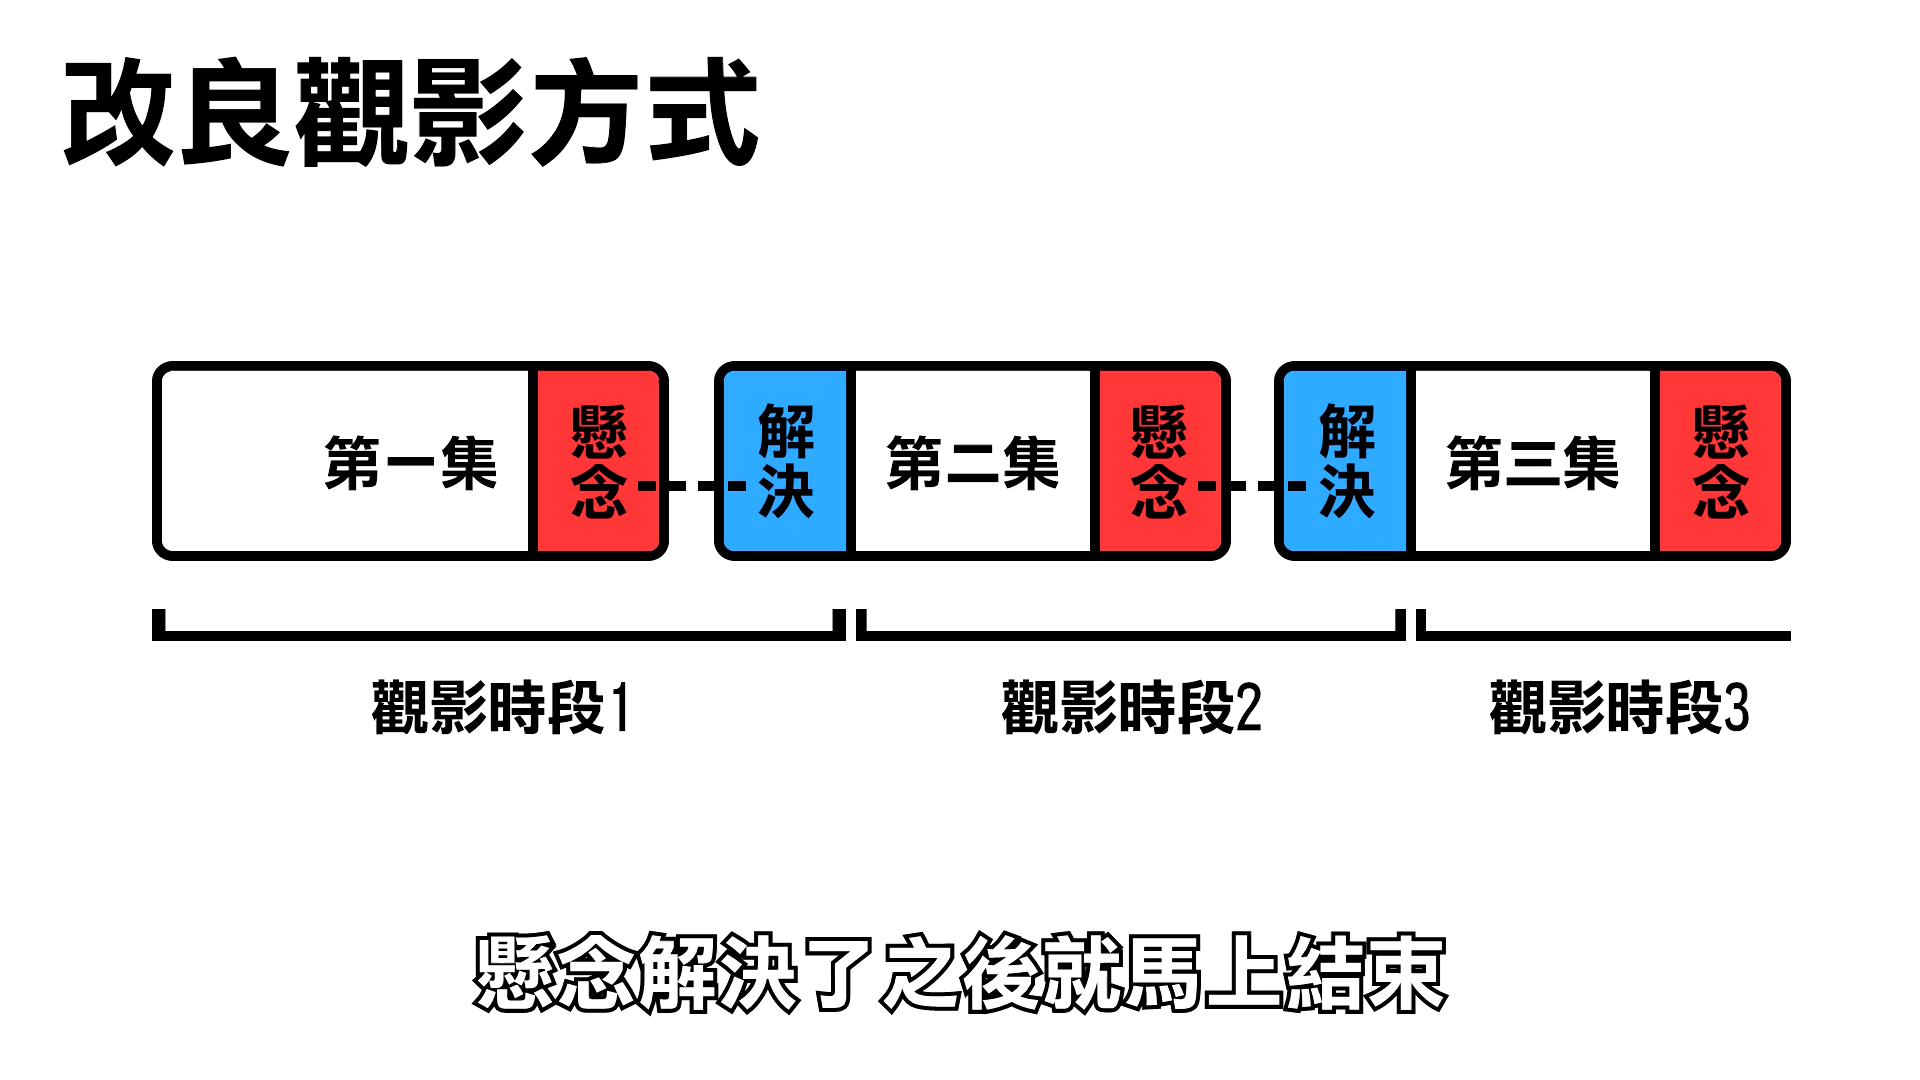 改良觀影方式
第一集
懸念
解決
第二集
懸念
解決
第三集
懸念
觀影時段1
觀影時段2
觀影時段3
懸念解決了之後就馬上結束